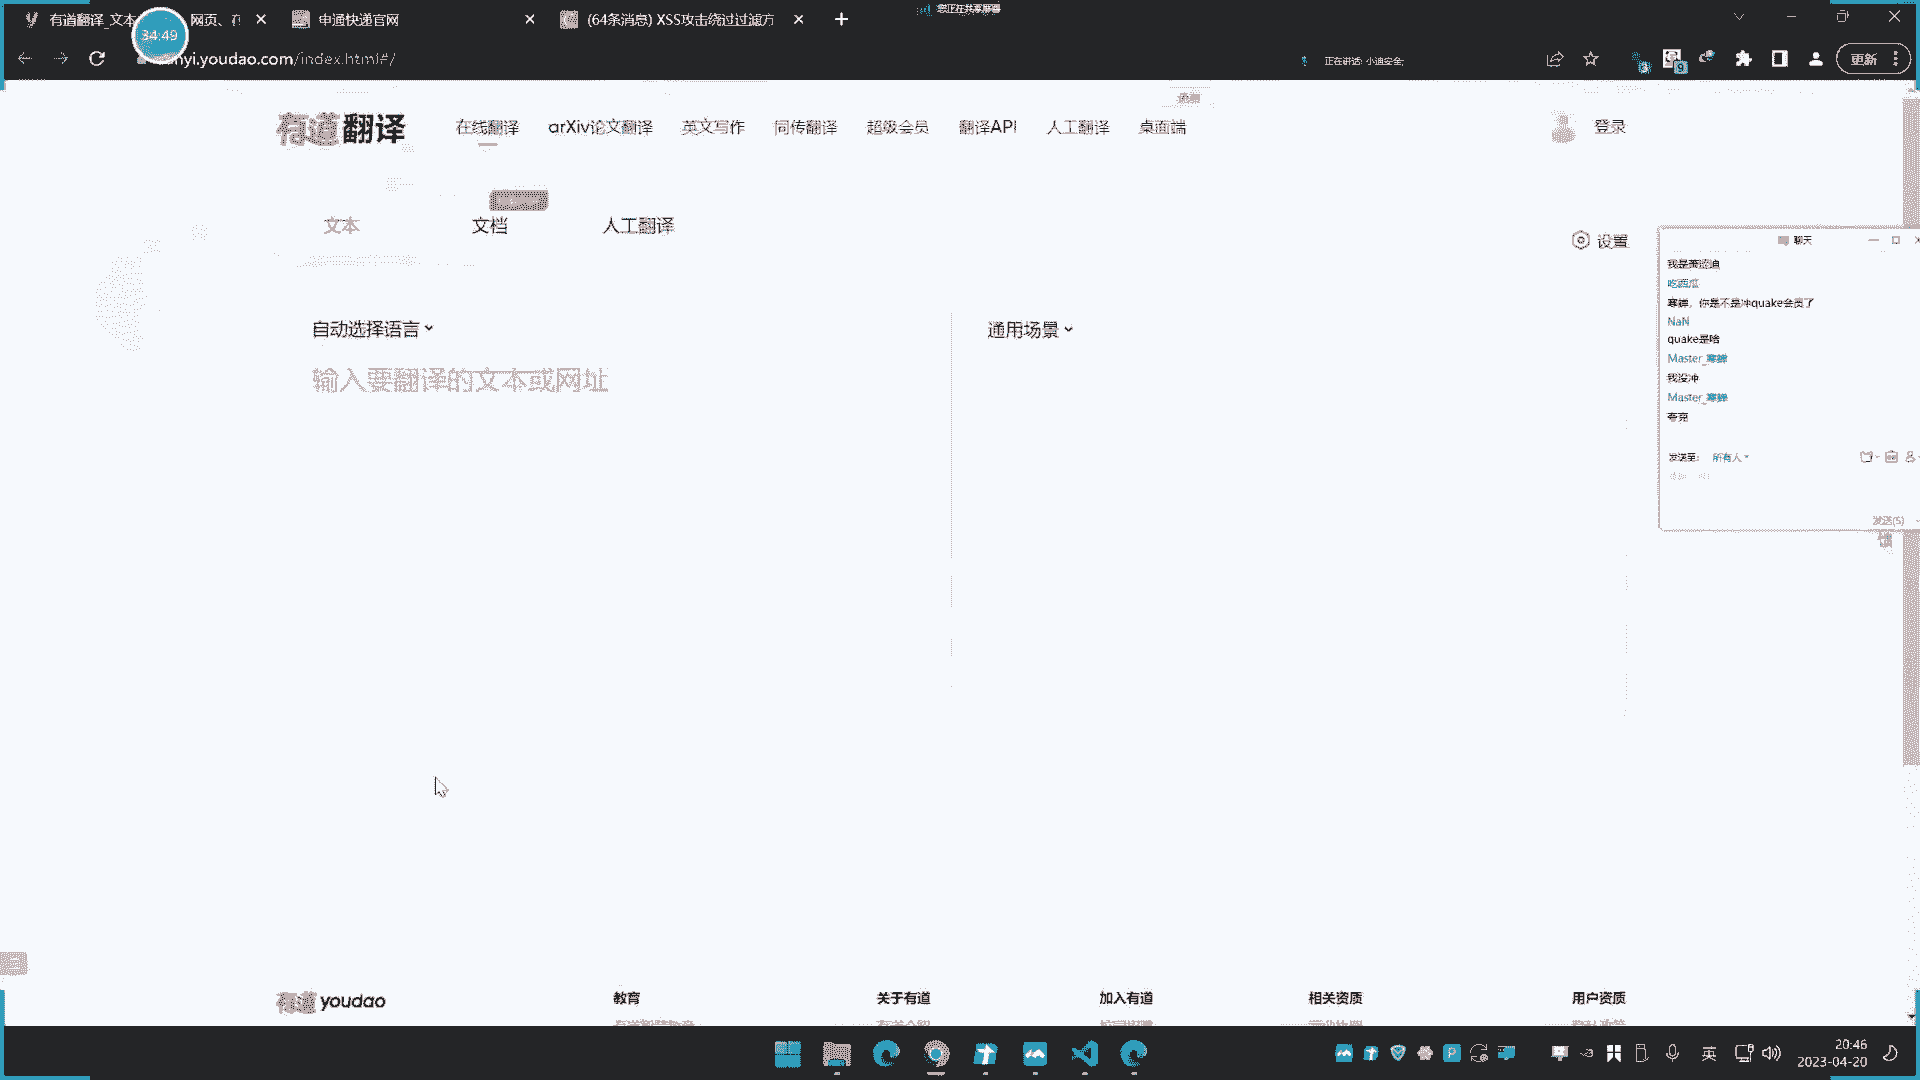 有道翻译_文本
网页、在
申通快递官网
(64条消息) XSS攻击绕过过滤方
您正在共享屏幕
34:49
nyi.youdao.com/index.html#/
正在讲话: 小迪安全;
更新
有道翻译
在线翻译
arXiv论文翻译
英文写作
同传翻译
超级会员
翻译API
人工翻译
桌面端
登录
文本
文档
人工翻译
设置
自动选择语言
通用场景
输入要翻译的文本或网址
聊天
吃西瓜
寒蝉，你是不是冲quake会员了
NaN
quake是啥
Master_寒蝉
我没冲
Master_寒蝉
夸克
发送至:
所有人
发送(S)
有道 youdao
教育
关于有道
加入有道
相关资质
用户资质
英
20:46
2023-04-20